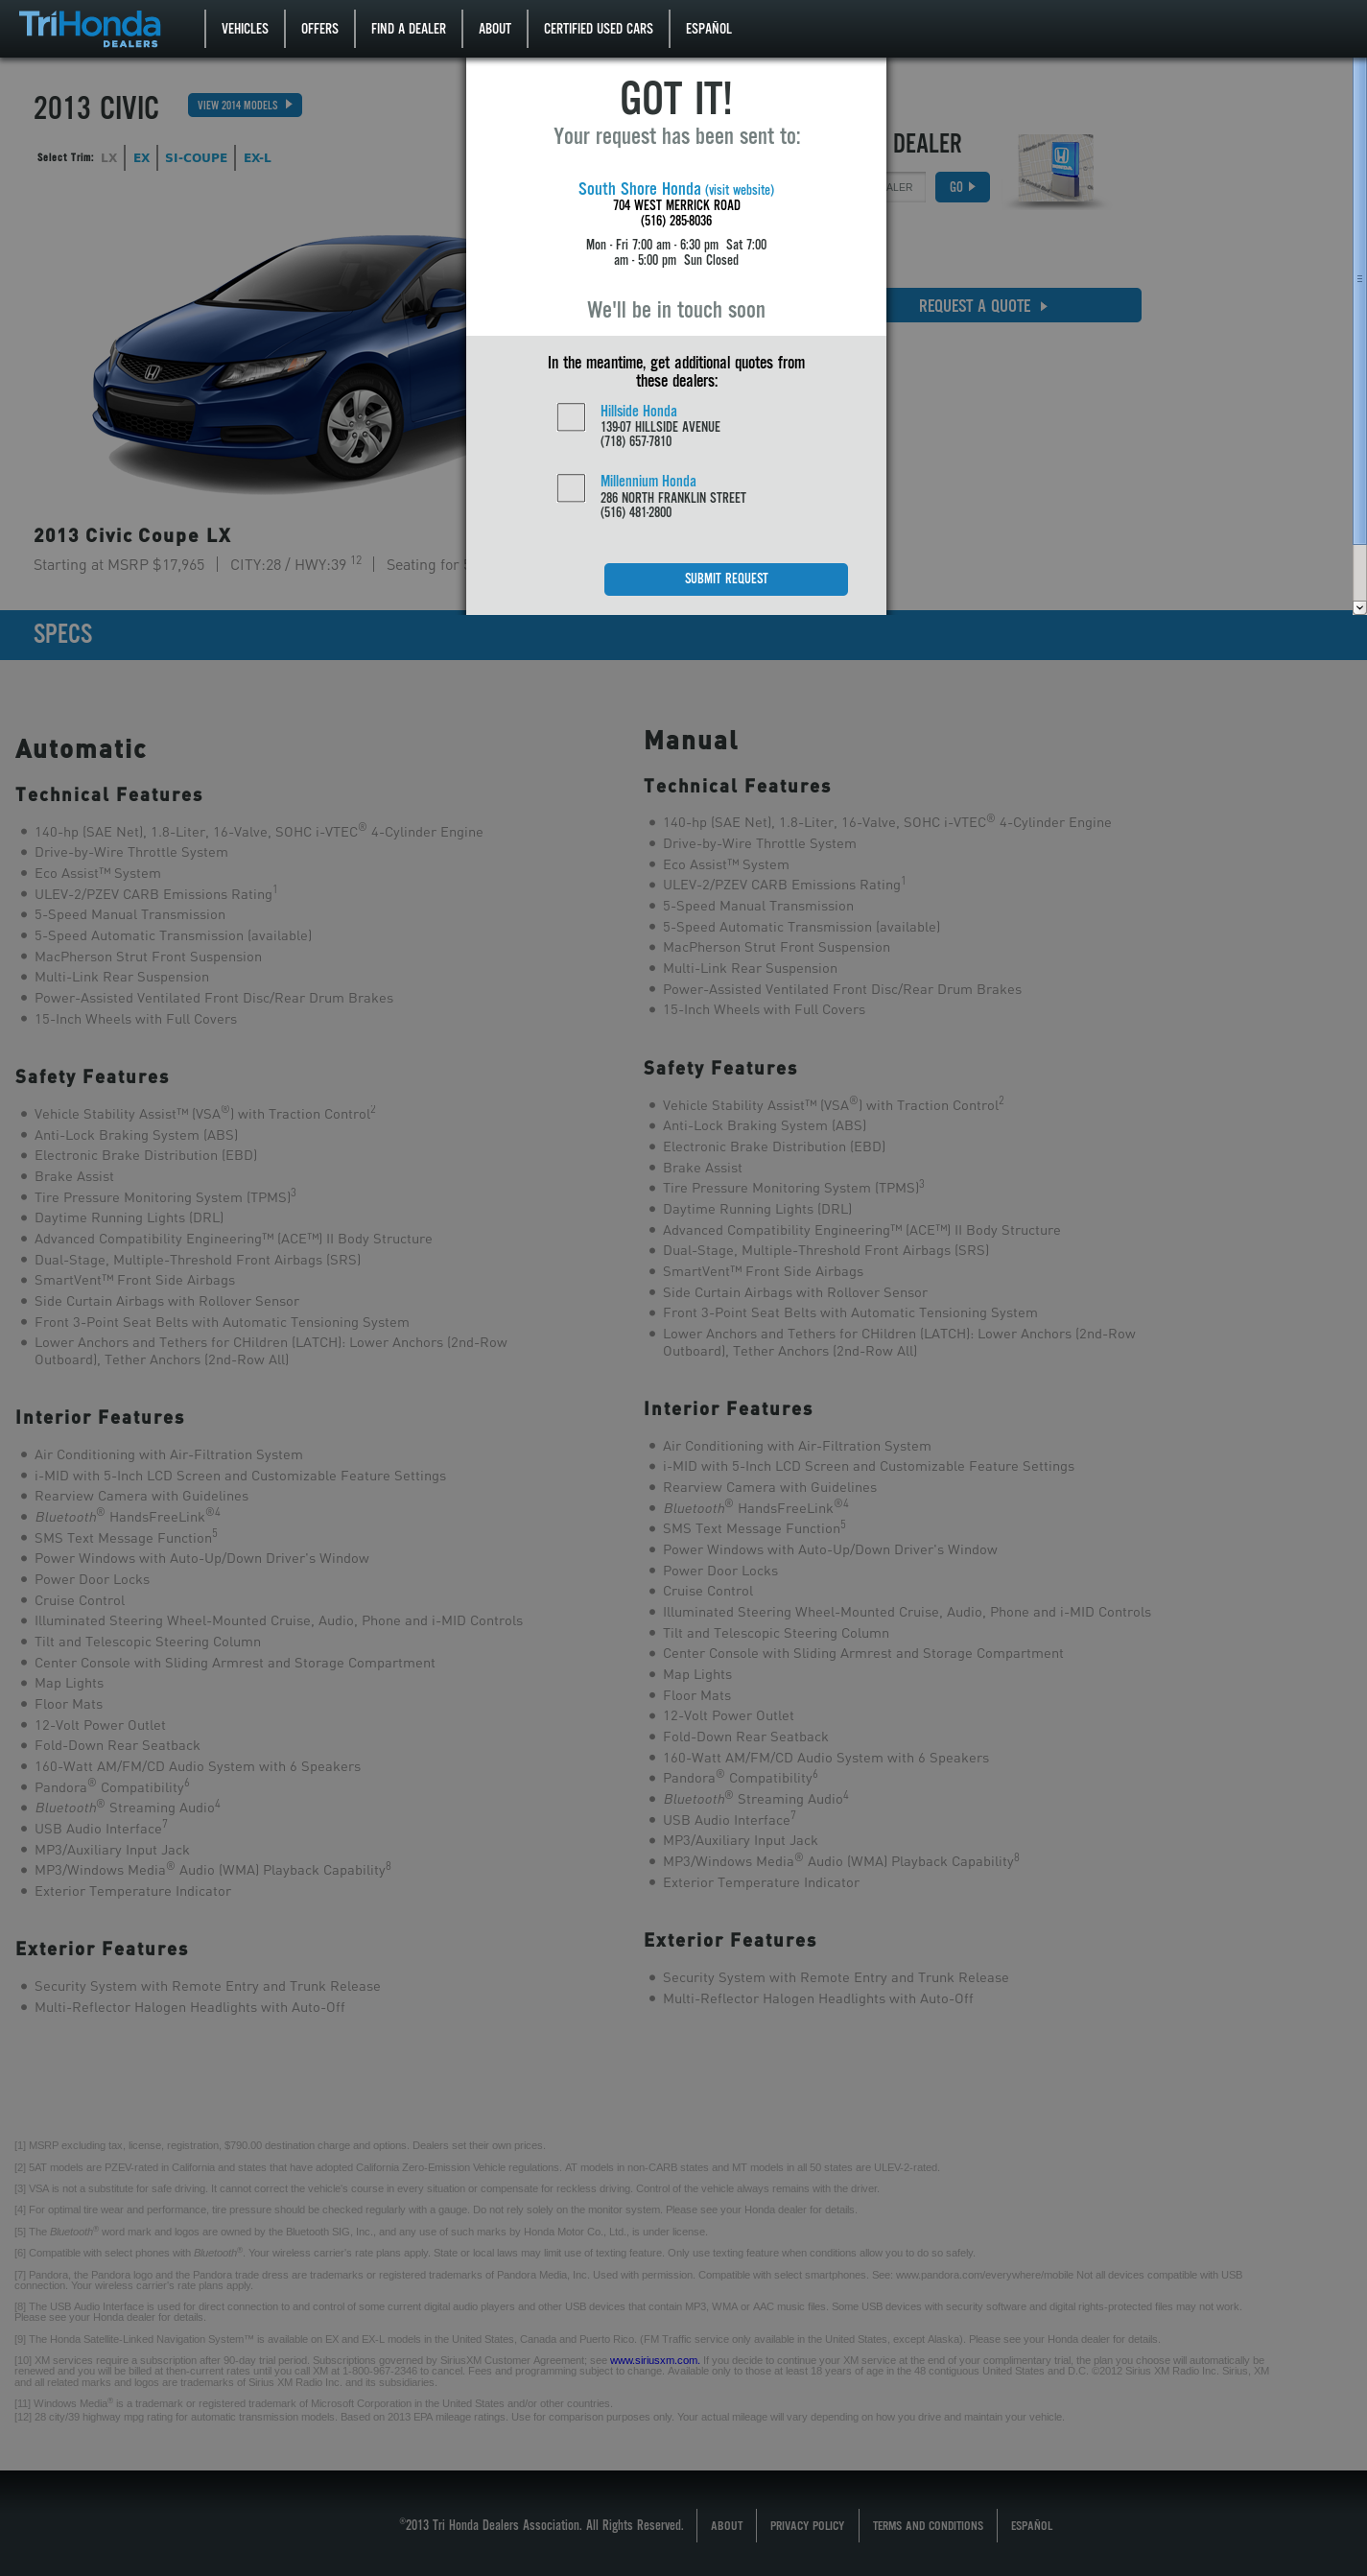 TriHonda
DEALERS
VEHICLES
OFFERS
FIND A DEALER
ABOUT
CERTIFIED USED CARS
ESPAÑOL
2013 CIVIC
VIEW 2014 MODELS
Select Trim:
LX
EX
SI-COUPE
EX-L
GOT IT!
Your request has been sent to:
South Shore Honda (visit website)
704 WEST MERRICK ROAD
(516) 285-8036
Mon - Fri 7:00 am - 6:30 pm Sat 7:00
am - 5:00 pm Sun Closed
We'll be in touch soon
In the meantime, get additional quotes from
these dealers:
Hillside Honda
139-07 HILLSIDE AVENUE
(718) 657-7810
Millennium Honda
286 NORTH FRANKLIN STREET
(516) 481-2800
SUBMIT REQUEST
DEALER
ALER
GO
REQUEST A QUOTE
2013 Civic Coupe LX
Starting at MSRP $17,965
CITY:28 / HWY:39 12
Seating for
SPECS
Automatic
Technical Features
140-hp (SAE Net), 1.8-Liter, 16-Valve, SOHC i-VTEC® 4-Cylinder Engine
Drive-by-Wire Throttle System
Eco Assist™ System
ULEV-2/PZEV CARB Emissions Rating1
5-Speed Manual Transmission
5-Speed Automatic Transmission (available)
MacPherson Strut Front Suspension
Multi-Link Rear Suspension
Power-Assisted Ventilated Front Disc/Rear Drum Brakes
15-Inch Wheels with Full Covers
Safety Features
Vehicle Stability Assist™ (VSA®) with Traction Control2
Anti-Lock Braking System (ABS)
Electronic Brake Distribution (EBD)
Brake Assist
Tire Pressure Monitoring System (TPMS)3
Daytime Running Lights (DRL)
Advanced Compatibility Engineering™ (ACE™) II Body Structure
Dual-Stage, Multiple-Threshold Front Airbags (SRS)
SmartVent™ Front Side Airbags
Side Curtain Airbags with Rollover Sensor
Front 3-Point Seat Belts with Automatic Tensioning System
Lower Anchors and Tethers for CHildren (LATCH): Lower Anchors (2nd-Row
Outboard), Tether Anchors (2nd-Row All)
Interior Features
Air Conditioning with Air-Filtration System
i-MID with 5-Inch LCD Screen and Customizable Feature Settings
Rearview Camera with Guidelines
Bluetooth® HandsFreeLink®4
SMS Text Message Function5
Power Windows with Auto-Up/Down Driver's Window
Power Door Locks
Cruise Control
Illuminated Steering Wheel-Mounted Cruise, Audio, Phone and i-MID Controls
Tilt and Telescopic Steering Column
Center Console with Sliding Armrest and Storage Compartment
Map Lights
Floor Mats
12-Volt Power Outlet
Fold-Down Rear Seatback
160-Watt AM/FM/CD Audio System with 6 Speakers
Pandora® Compatibility6
Bluetooth® Streaming Audio4
USB Audio Interface7
MP3/Auxiliary Input Jack
MP3/Windows Media® Audio (WMA) Playback Capability8
Exterior Temperature Indicator
Exterior Features
Security System with Remote Entry and Trunk Release
Multi-Reflector Halogen Headlights with Auto-Off
Manual
Technical Features
140-hp (SAE Net), 1.8-Liter, 16-Valve, SOHC i-VTEC® 4-Cylinder Engine
Drive-by-Wire Throttle System
Eco Assist™ System
ULEV-2/PZEV CARB Emissions Rating1
5-Speed Manual Transmission
5-Speed Automatic Transmission (available)
MacPherson Strut Front Suspension
Multi-Link Rear Suspension
Power-Assisted Ventilated Front Disc/Rear Drum Brakes
15-Inch Wheels with Full Covers
Safety Features
Vehicle Stability Assist™ (VSA®) with Traction Control2
Anti-Lock Braking System (ABS)
Electronic Brake Distribution (EBD)
Brake Assist
Tire Pressure Monitoring System (TPMS)3
Daytime Running Lights (DRL)
Advanced Compatibility Engineering™ (ACE™) II Body Structure
Dual-Stage, Multiple-Threshold Front Airbags (SRS)
SmartVent™ Front Side Airbags
Side Curtain Airbags with Rollover Sensor
Front 3-Point Seat Belts with Automatic Tensioning System
Lower Anchors and Tethers for CHildren (LATCH): Lower Anchors (2nd-Row
Outboard), Tether Anchors (2nd-Row All)
Interior Features
Air Conditioning with Air-Filtration System
i-MID with 5-Inch LCD Screen and Customizable Feature Settings
Rearview Camera with Guidelines
Bluetooth® HandsFreeLink®4
SMS Text Message Function5
Power Windows with Auto-Up/Down Driver's Window
Power Door Locks
Cruise Control
Illuminated Steering Wheel-Mounted Cruise, Audio, Phone and i-MID Controls
Tilt and Telescopic Steering Column
Center Console with Sliding Armrest and Storage Compartment
Map Lights
Floor Mats
12-Volt Power Outlet
Fold-Down Rear Seatback
160-Watt AM/FM/CD Audio System with 6 Speakers
Pandora® Compatibility6
Bluetooth® Streaming Audio4
USB Audio Interface7
MP3/Auxiliary Input Jack
MP3/Windows Media® Audio (WMA) Playback Capability8
Exterior Temperature Indicator
Exterior Features
Security System with Remote Entry and Trunk Release
Multi-Reflector Halogen Headlights with Auto-Off
[1] MSRP excluding tax, license, registration, $790.00 destination charge and options. Dealers set their own prices.
[2] 5AT models are PZEV-rated in California and states that have adopted California Zero-Emission Vehicle regulations. AT models in non-CARB states and MT models in all 50 states are ULEV-2-rated.
[3] VSA is not a substitute for safe driving. It cannot correct the vehicle's course in every situation or compensate for reckless driving. Control of the vehicle always remains with the driver.
[4] For optimal tire wear and performance, tire pressure should be checked regularly with a gauge. Do not rely solely on the monitor system. Please see your Honda dealer for details.
[5] The Bluetooth® word mark and logos are owned by the Bluetooth SIG, Inc., and any use of such marks by Honda Motor Co., Ltd., is under license.
[6] Compatible with select phones with Bluetooth®. Your wireless carrier's rate plans apply. State or local laws may limit use of texting feature. Only use texting feature when conditions allow you to do so safely.
[7] Pandora, the Pandora logo and the Pandora trade dress are trademarks or registered trademarks of Pandora Media, Inc. Used with permission. Compatible with select smartphones. See: www.pandora.com/everywhere/mobile Not all devices compatible with USB
connection. Your wireless carrier's rate plans apply.
[8] The USB Audio Interface is used for direct connection to and control of some current digital audio players and other USB devices that contain MP3, WMA or AAC music files. Some USB devices with security software and digital rights-protected files may not work.
Please see your Honda dealer for details.
[9] The Honda Satellite-Linked Navigation System™ is available on EX and EX-L models in the United States, Canada and Puerto Rico. (FM Traffic service only available in the United States, except Alaska). Please see your Honda dealer for details.
[10] XM services require a subscription after 90-day trial period. Subscriptions governed by SiriusXM Customer Agreement; see www.siriusxm.com. If you decide to continue your XM service at the end of your complimentary trial, the plan you choose will automatically be
renewed and you will be billed at then-current rates until you call XM at 1-800-967-2346 to cancel. Fees and programming subject to change. Available only to those at least 18 years of age in the 48 contiguous United States and D.C. ©2012 Sirius XM Radio Inc. Sirius, XM
and all related marks and logos are trademarks of Sirius XM Radio Inc. and its subsidiaries.
[11] Windows Media® is a trademark or registered trademark of Microsoft Corporation in the United States and/or other countries.
[12] 28 city/39 highway mpg rating for automatic transmission models. Based on 2013 EPA mileage ratings. Use for comparison purposes only. Your actual mileage will vary depending on how you drive and maintain your vehicle.
©2013 Tri Honda Dealers Association. All Rights Reserved.
ABOUT
PRIVACY POLICY
TERMS AND CONDITIONS
ESPAÑOL